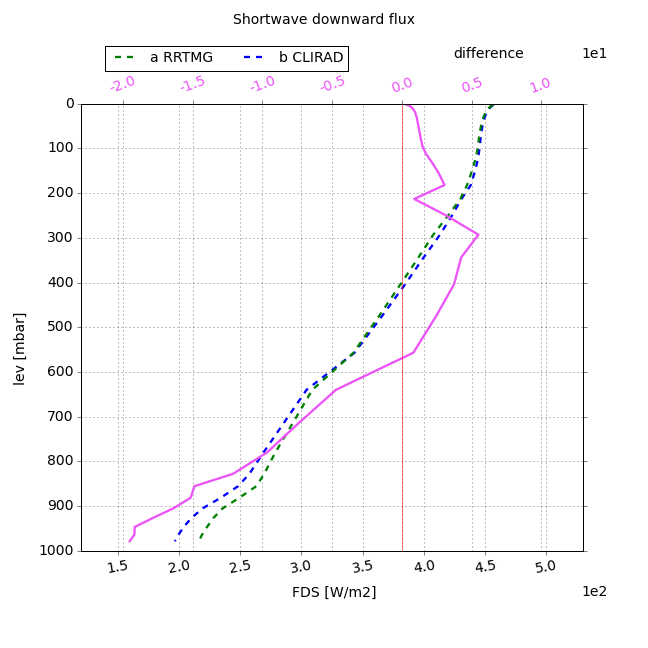 Shortwave downward flux
a RRTMG b CLIRAD difference 1e1
-2.0 -1.5 -1.0 -0.5 0.0 0.5 1.0
0
100
200
300
400
500
600
700
800
900
1000
lev [mbar]
1.5 2.0 2.5 3.0 3.5 4.0 4.5 5.0
FDS [W/m2] 1e2